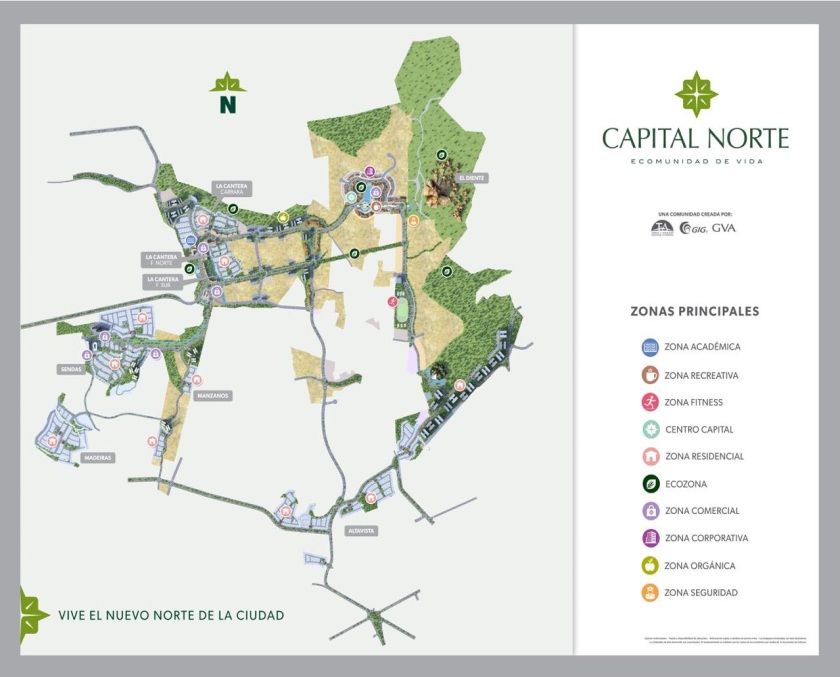 N
LA CANTERA
CARRARA
EL DIENTE
LA CANTERA
F. NORTE
LA CANTERA
F. SUR
SENDAS
MANZANOS
MADEIRAS
ALTAVISTA
VIVE EL NUEVO NORTE DE LA CIUDAD
CAPITAL NORTE
ECOMUNIDAD DE VIDA
UNA COMUNIDAD CREADA POR:
GIG.
GVA
ZONAS PRINCIPALES
ZONA ACADÉMICA
ZONA RECREATIVA
ZONA FITNESS
CENTRO CAPITAL
ZONA RESIDENCIAL
ECOZONA
ZONA COMERCIAL
ZONA CORPORATIVA
ZONA ORGÁNICA
ZONA SEGURIDAD